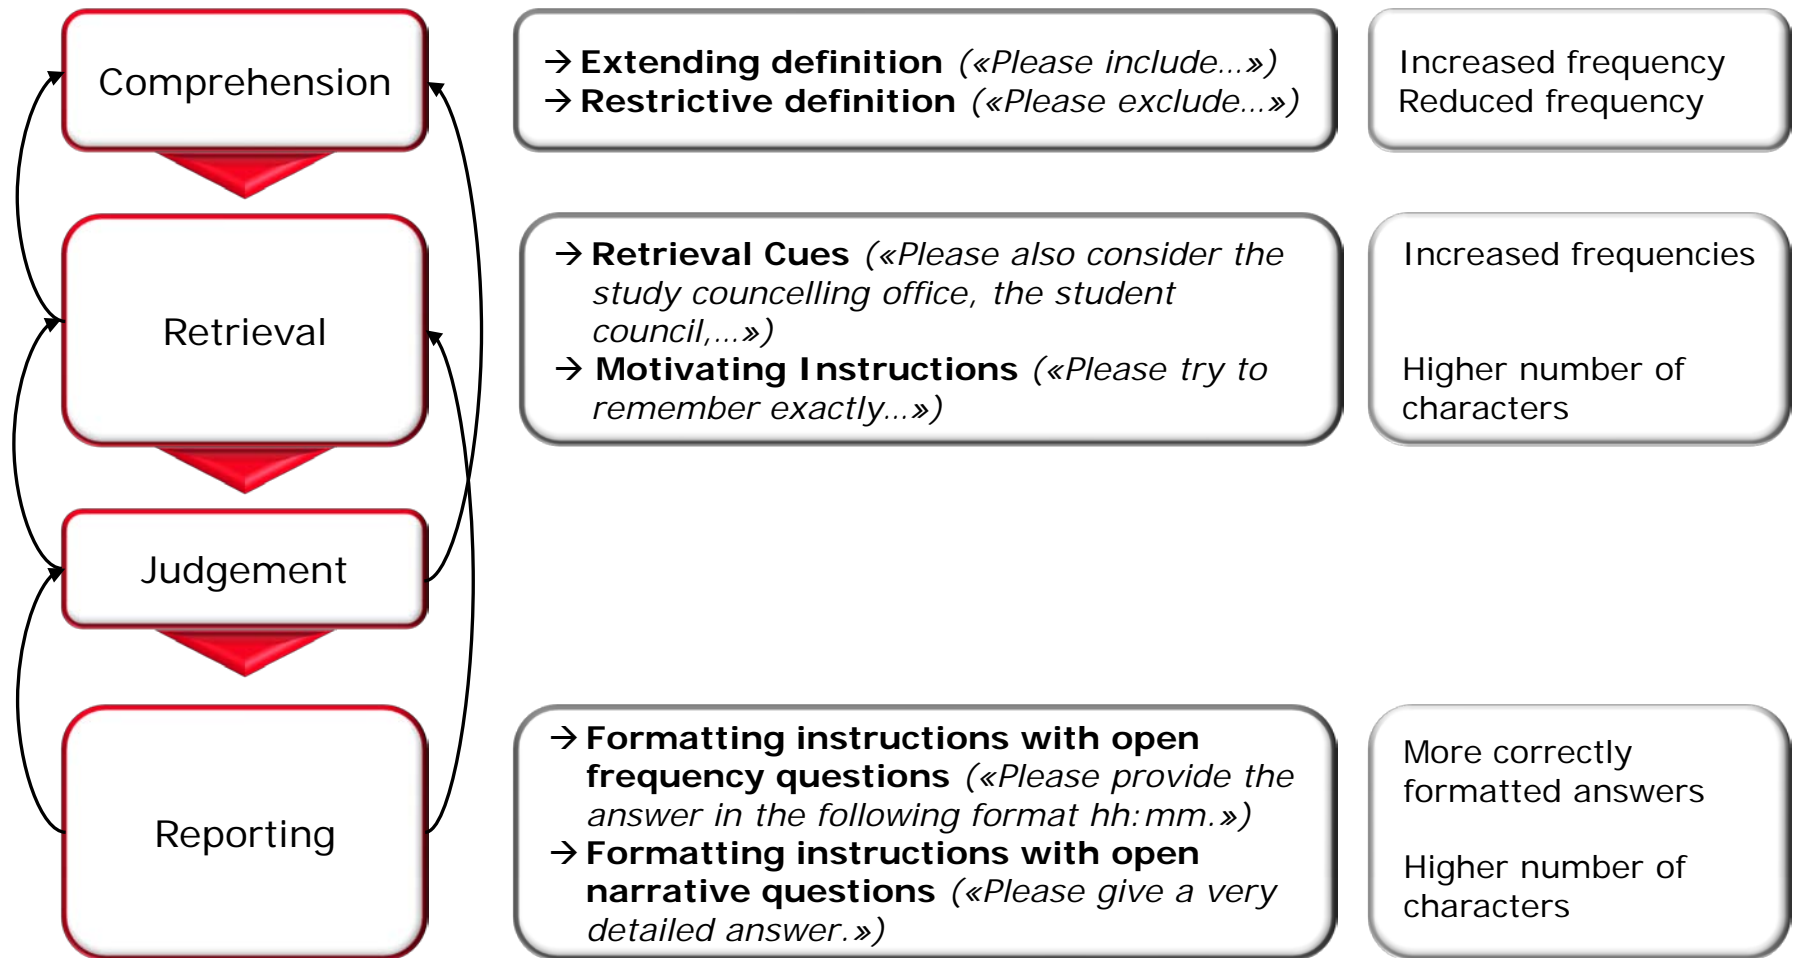 Comprehension
→ Extending definition («Please include...»)
→ Restrictive definition («Please exclude...»)
Increased frequency
Reduced frequency
Retrieval
→ Retrieval Cues («Please also consider the
study councelling office, the student
council,...»)
→ Motivating Instructions («Please try to
remember exactly...»)
Increased frequencies
Higher number of
characters
Judgement
Reporting
→ Formatting instructions with open
frequency questions («Please provide the
answer in the following format hh:mm.»)
→ Formatting instructions with open
narrative questions («Please give a very
detailed answer.»)
More correctly
formatted answers
Higher number of
characters